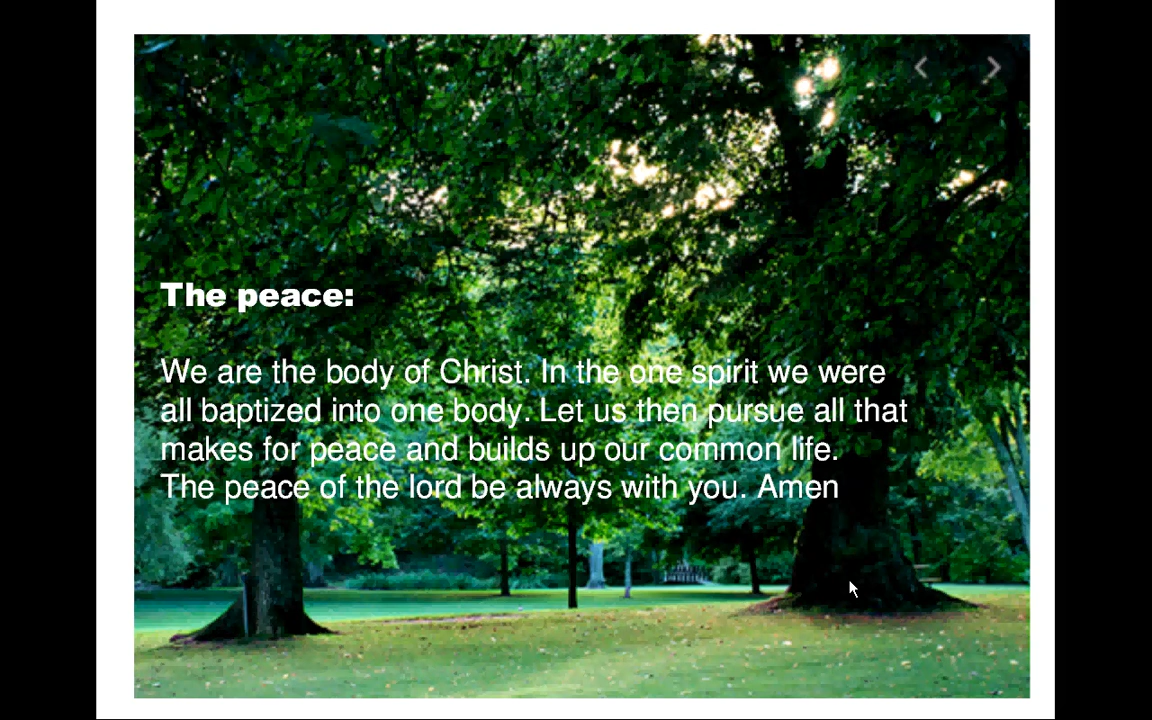 The peace:
We are the body of Christ. In the one spirit we were
all baptized into one body. Let us then pursue all that
makes for peace and builds up our common life.
The peace of the lord be always with you. Amen